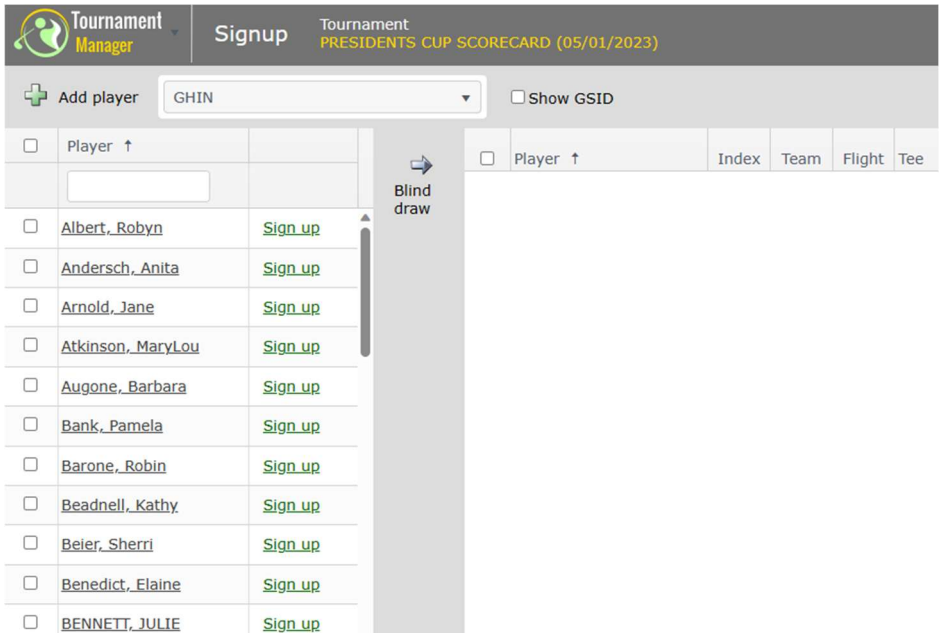 Tournament
Manager
Signup
Tournament
PRESIDENTS CUP SCORECARD (05/01/2023)
Add player
GHIN
Show GSID
Player ↑
Blind
draw
Player ↑ Index Team Flight Tee
Albert, Robyn Sign up
Andersch, Anita Sign up
Arnold, Jane Sign up
Atkinson, MaryLou Sign up
Augone, Barbara Sign up
Bank, Pamela Sign up
Barone, Robin Sign up
Beadnell, Kathy Sign up
Beier, Sherri Sign up
Benedict, Elaine Sign up
BENNETT, JULIE Sign up